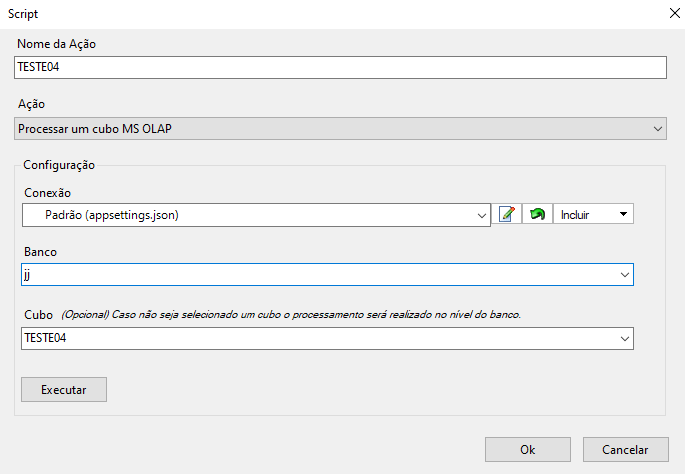 Script
Nome da Ação
TESTE04
Ação
Processar um cubo MS OLAP
Configuração
Conexão
Padrão (appsettings.json)
Incluir
Banco
jj
Cubo (Opcional) Caso não seja selecionado um cubo o processamento será realizado no nível do banco.
TESTE04
Executar
Ok
Cancelar